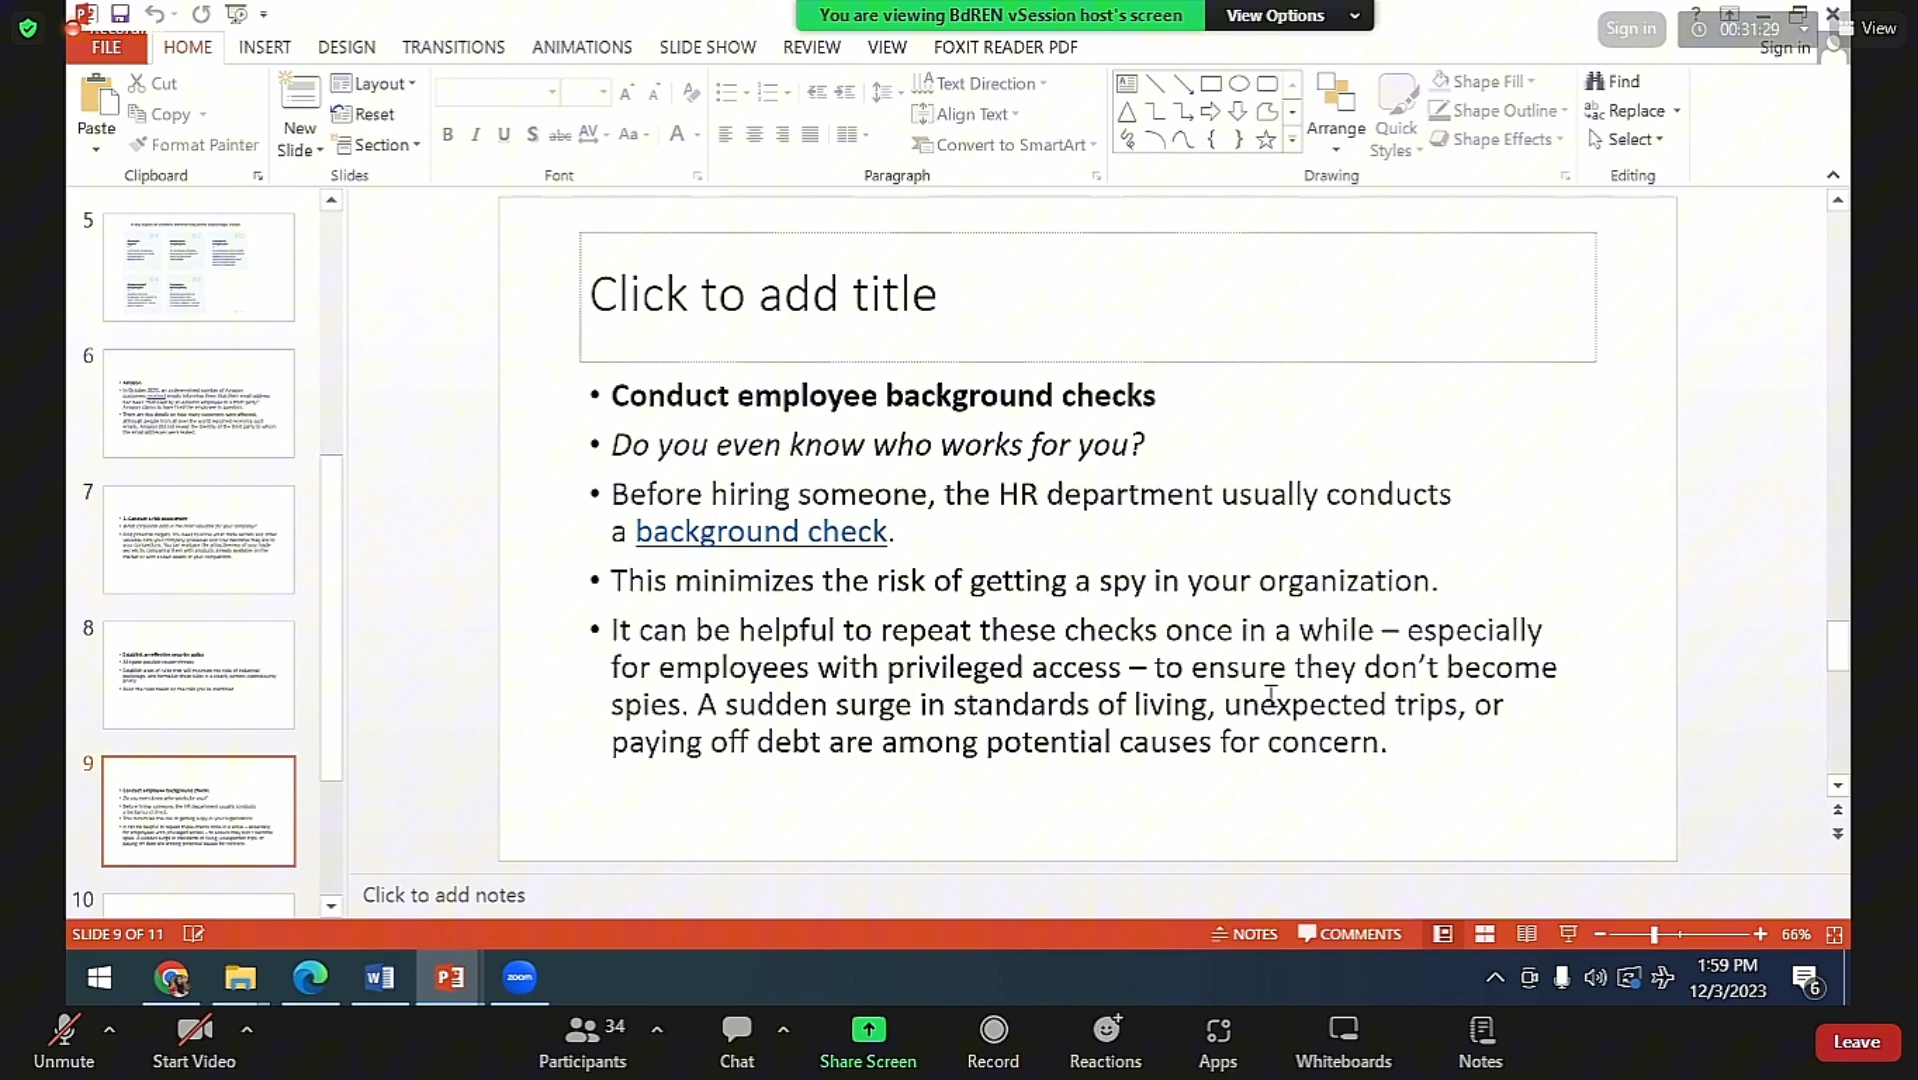 You are viewing BdREN vSession host's screen
View Options
Sign in
00:31:29
View
FILE HOME INSERT DESIGN TRANSITIONS ANIMATIONS SLIDE SHOW REVIEW VIEW FOXIT READER PDF
Sign in
Cut
Copy
Format Painter
Paste
Clipboard
New
Slide
Layout
Reset
Section
Slides
Font
Text Direction
Align Text
Convert to SmartArt
Paragraph
Arrange
Quick
Styles
Shape Fill
Shape Outline
Shape Effects
Drawing
Find
Replace
Select
Editing
5
6
7
8
9
10
Click to add title
• Conduct employee background checks
• Do you even know who works for you?
• Before hiring someone, the HR department usually conducts
a background check.
• This minimizes the risk of getting a spy in your organization.
• It can be helpful to repeat these checks once in a while – especially
for employees with privileged access – to ensure they don't become
spies. A sudden surge in standards of living, unexpected trips, or
paying off debt are among potential causes for concern.
Click to add notes
SLIDE 9 OF 11
NOTES
COMMENTS
66%
zoom
1:59 PM
12/3/2023
6
Unmute
Start Video
34
Participants
Chat
Share Screen
Record
Reactions
Apps
Whiteboards
Notes
Leave